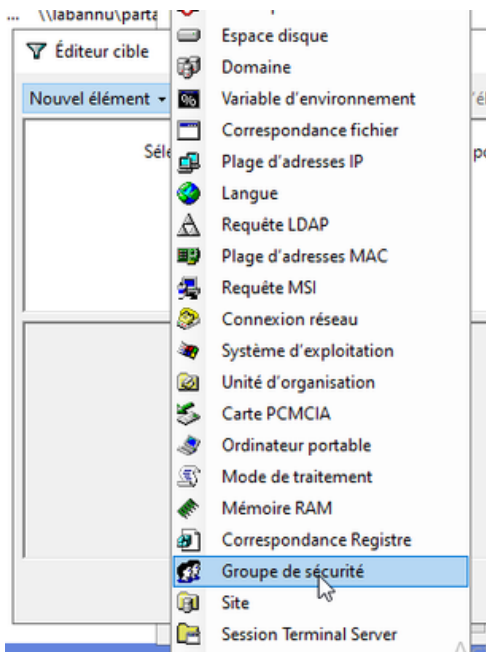 ... \\labannu\parta
Éditeur cible
Nouvel élément
Séle
Espace disque
Domaine
Variable d'environnement
Correspondance fichier
Plage d'adresses IP
Langue
Requête LDAP
Plage d'adresses MAC
Requête MSI
Connexion réseau
Système d'exploitation
Unité d'organisation
Carte PCMCIA
Ordinateur portable
Mode de traitement
Mémoire RAM
Correspondance Registre
Groupe de sécurité
Site
Session Terminal Server